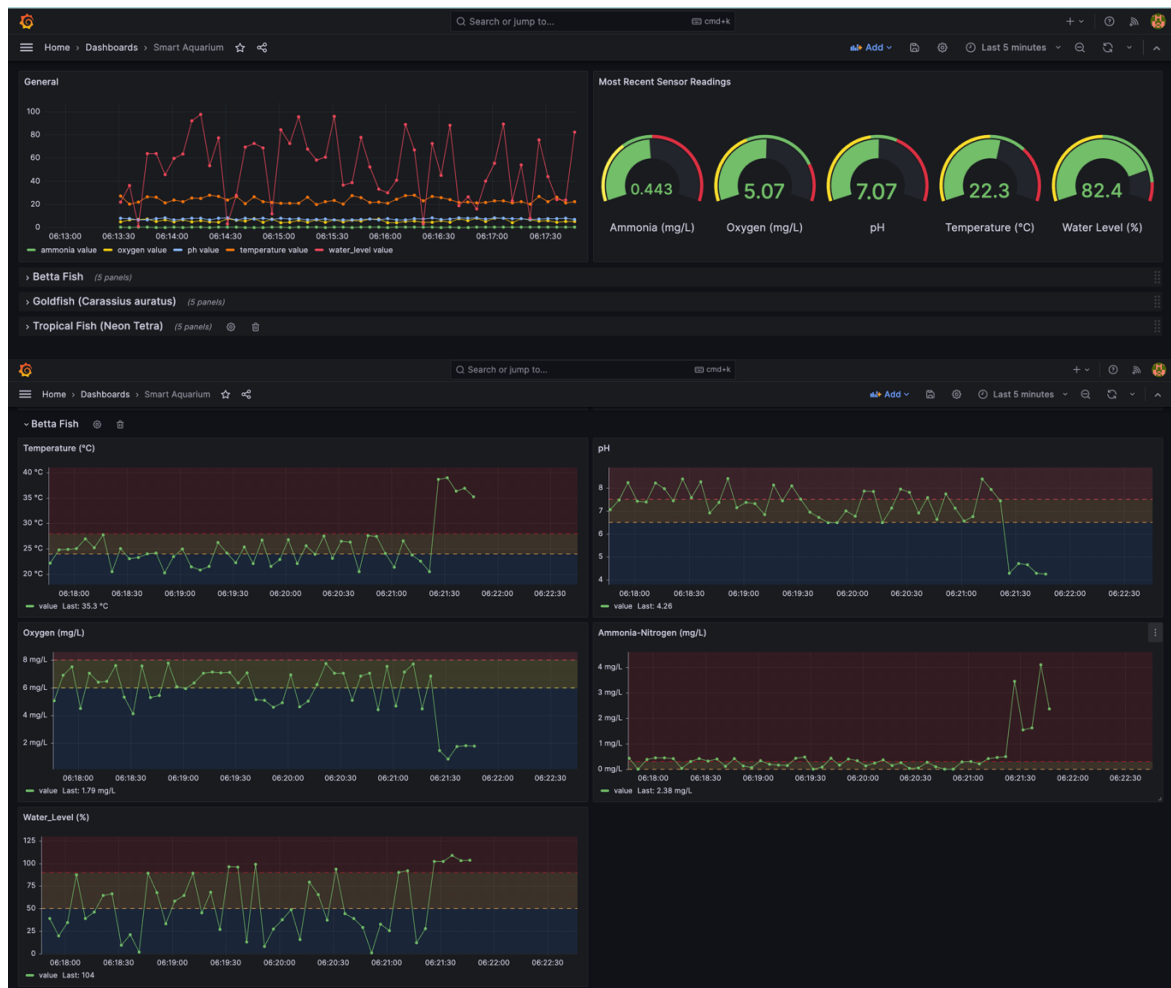 Search or jump to... cmd+k
Home › Dashboards › Smart Aquarium Add Last 5 minutes
General
100
80
60
40
20
0
06:13:00 06:13:30 06:14:00 06:14:30 06:15:00 06:15:30 06:16:00 06:16:30 06:17:00 06:17:30
ammonia value oxygen value ph value temperature value water_level value
Most Recent Sensor Readings
0.443 5.07 7.07 22.3 82.4
Ammonia (mg/L) Oxygen (mg/L) pH Temperature (°C) Water Level (%)
› Betta Fish (5 panels)
› Goldfish (Carassius auratus) (5 panels)
› Tropical Fish (Neon Tetra) (5 panels)
Search or jump to... cmd+k
Home › Dashboards › Smart Aquarium Add Last 5 minutes
Betta Fish
Temperature (°C)
40 °C
35 °C
30 °C
25 °C
20 °C
06:18:00 06:18:30 06:19:00 06:19:30 06:20:00 06:20:30 06:21:00 06:21:30 06:22:00 06:22:30
value Last: 35.3 °C
pH
8
7
6
5
4
06:18:00 06:18:30 06:19:00 06:19:30 06:20:00 06:20:30 06:21:00 06:21:30 06:22:00 06:22:30
value Last: 4.26
Oxygen (mg/L)
8 mg/L
6 mg/L
4 mg/L
2 mg/L
06:18:00 06:18:30 06:19:00 06:19:30 06:20:00 06:20:30 06:21:00 06:21:30 06:22:00 06:22:30
value Last: 1.79 mg/L
Ammonia-Nitrogen (mg/L)
4 mg/L
3 mg/L
2 mg/L
1 mg/L
0 mg/L
06:18:00 06:18:30 06:19:00 06:19:30 06:20:00 06:20:30 06:21:00 06:21:30 06:22:00 06:22:30
value Last: 2.38 mg/L
Water_Level (%)
125
100
75
50
25
0
06:18:00 06:18:30 06:19:00 06:19:30 06:20:00 06:20:30 06:21:00 06:21:30 06:22:00 06:22:30
value Last: 104